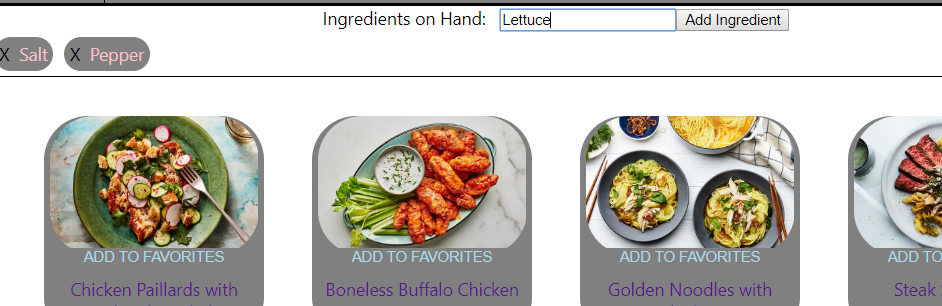 Ingredients on Hand: Lettuce Add Ingredient
X Salt X Pepper
ADD TO FAVORITES ADD TO FAVORITES ADD TO FAVORITES ADD TO
Chicken Paillards with Boneless Buffalo Chicken Golden Noodles with Steak